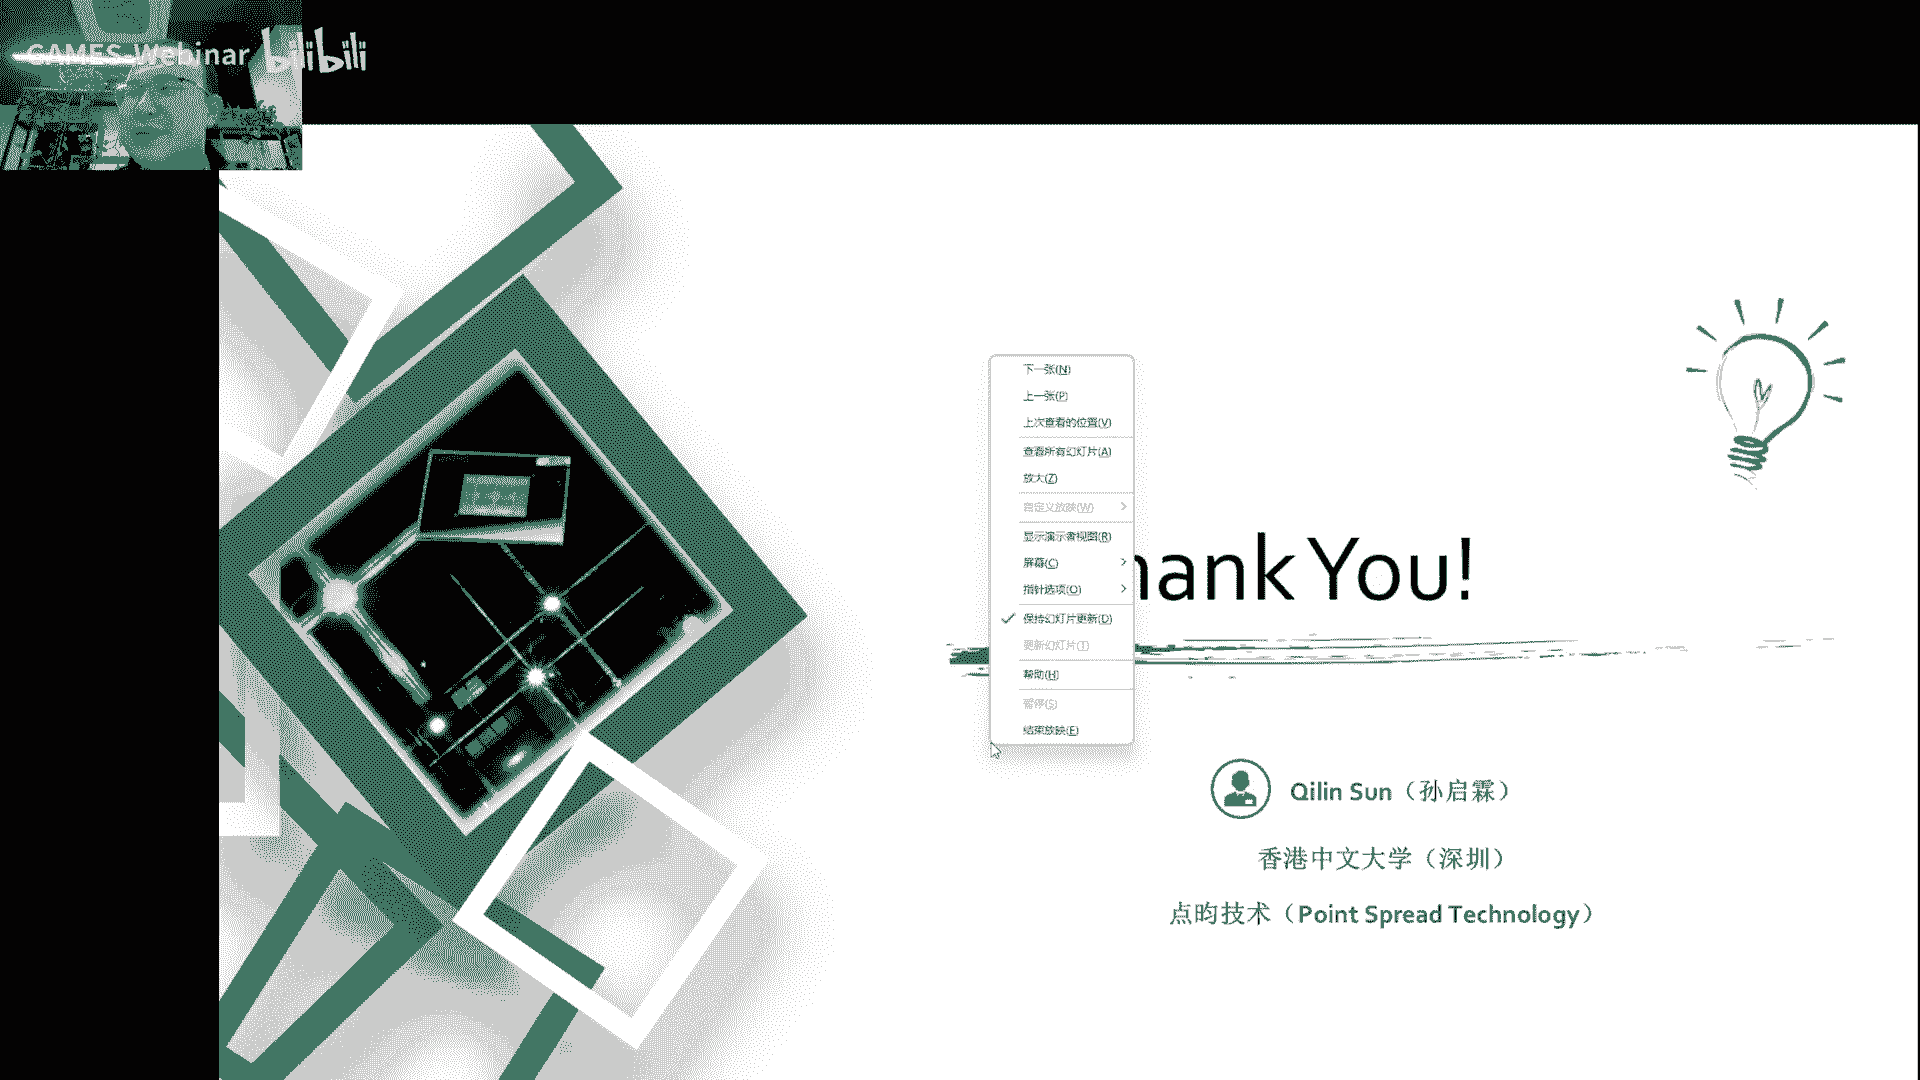 GAMES-Webinar bilibili
下一张(N)
上一张(P)
上次查看的位置(V)
查看所有幻灯片(A)
放大(Z)
自定义放映(W)
显示演示者视图(R)
屏幕(C)
指针选项(O)
保持幻灯片更新(D)
更新幻灯片(T)
帮助(H)
暂停(S)
结束放映(E)
hank You!
Qilin Sun（孙启霖）
香港中文大学（深圳）
点昀技术（Point Spread Technology）